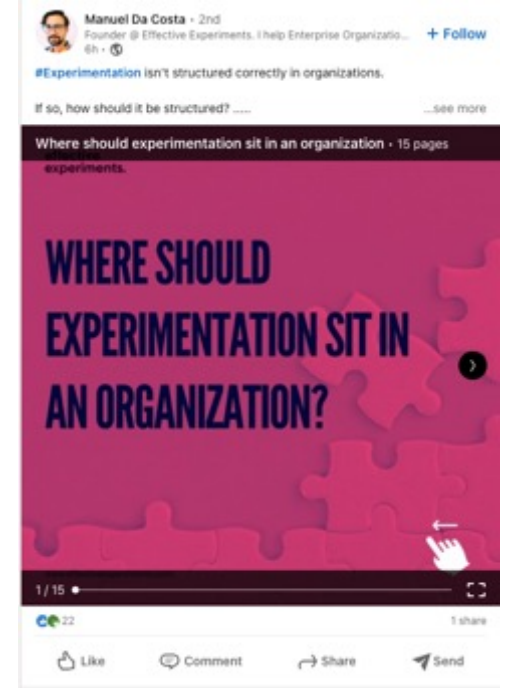 Manuel Da Costa • 2nd
Founder @ Effective Experiments. I help Enterprise Organizatio...
+ Follow
6h •
#Experimentation isn't structured correctly in organizations.
If so, how should it be structured? .....
...see more
Where should experimentation sit in an organization • 15 pages
effective
experiments.
WHERE SHOULD
EXPERIMENTATION SIT IN
AN ORGANIZATION?
1 / 15
22
1 share
Like
Comment
Share
Send